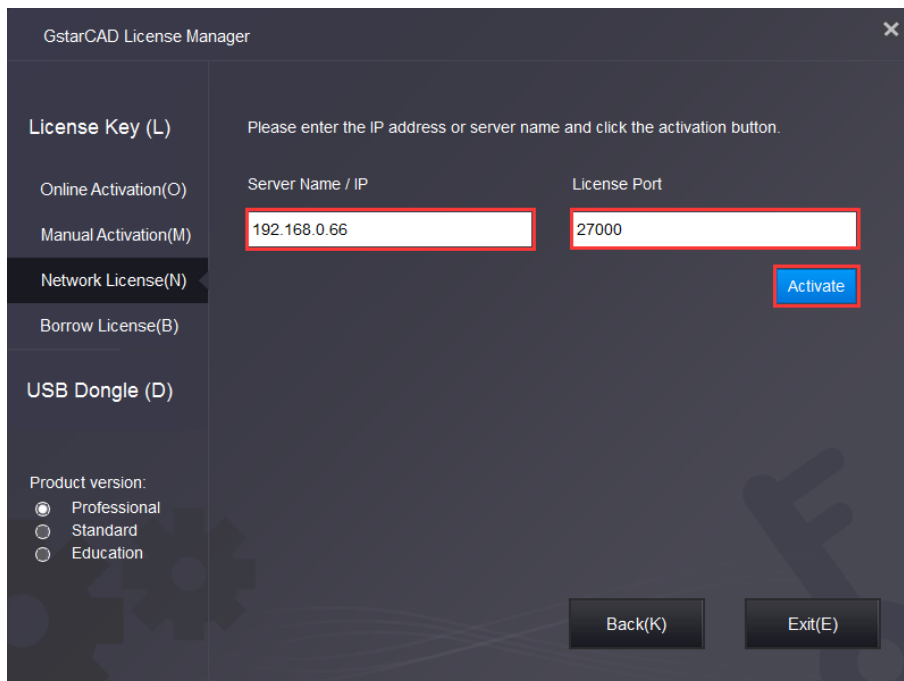 GstarCAD License Manager
License Key (L)
Online Activation(O)
Manual Activation(M)
Network License(N)
Borrow License(B)
USB Dongle (D)
Product version:
Professional
Standard
Education
Please enter the IP address or server name and click the activation button.
Server Name / IP
License Port
192.168.0.66
27000
Activate
Back(K)
Exit(E)